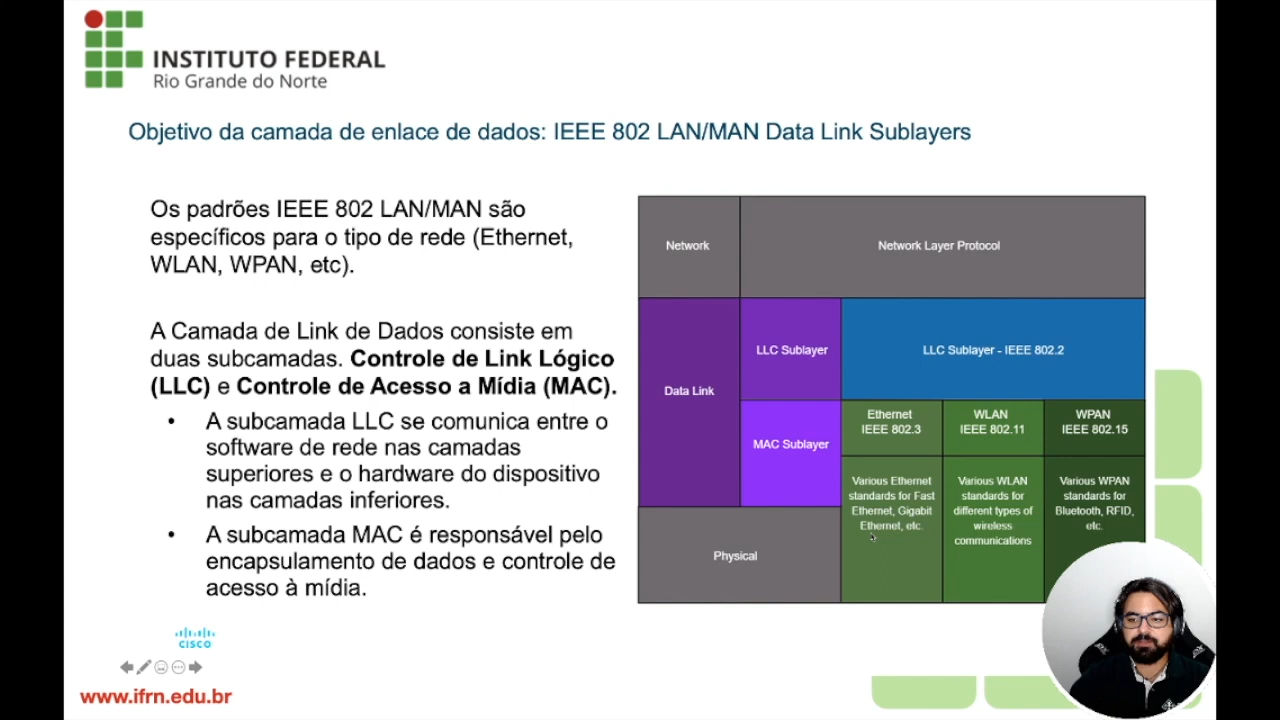 INSTITUTO FEDERAL
Rio Grande do Norte
Objetivo da camada de enlace de dados: IEEE 802 LAN/MAN Data Link Sublayers
Os padrões IEEE 802 LAN/MAN são
específicos para o tipo de rede (Ethernet,
WLAN, WPAN, etc).
A Camada de Link de Dados consiste em
duas subcamadas. Controle de Link Lógico
(LLC) e Controle de Acesso a Mídia (MAC).
• A subcamada LLC se comunica entre o
software de rede nas camadas
superiores e o hardware do dispositivo
nas camadas inferiores.
• A subcamada MAC é responsável pelo
encapsulamento de dados e controle de
acesso à mídia.
Network
Network Layer Protocol
Data Link
LLC Sublayer
LLC Sublayer - IEEE 802.2
MAC Sublayer
Ethernet
IEEE 802.3
WLAN
IEEE 802.11
WPAN
IEEE 802.15
Various Ethernet
standards for Fast
Ethernet, Gigabit
Ethernet, etc.
Various WLAN
standards for
different types of
wireless
communications
Various WPAN
standards for
Bluetooth, RFID,
etc.
Physical
CISCO
www.ifrn.edu.br